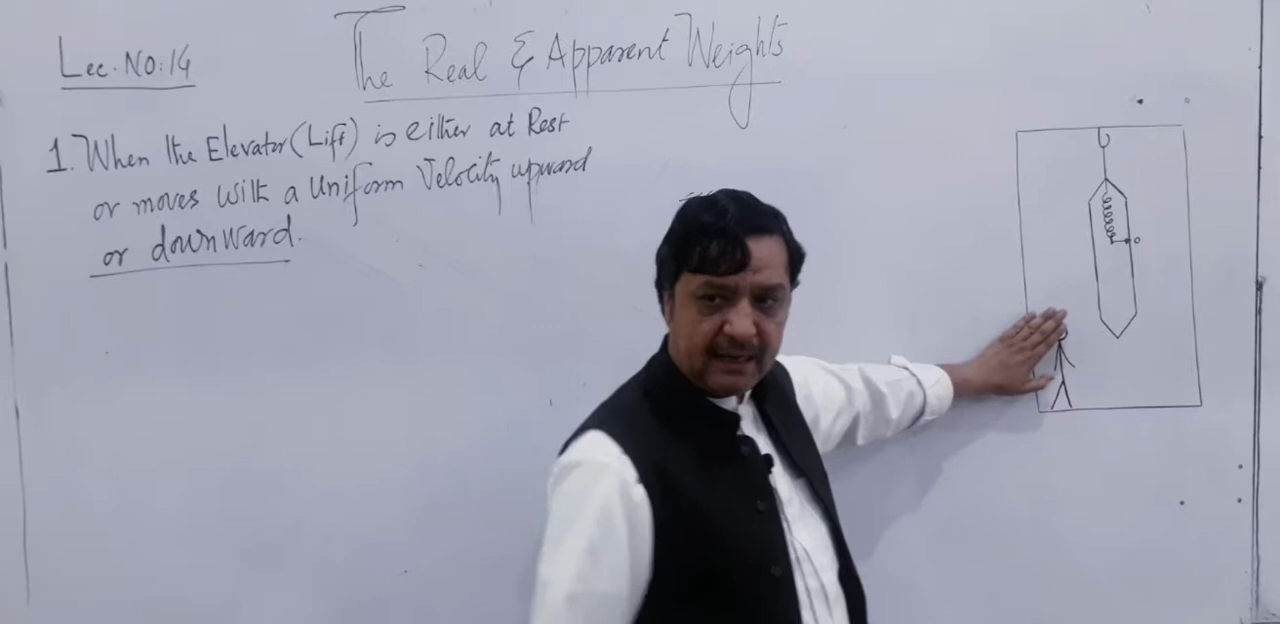 Lec. No: 14
The Real & Apparent Weights
1. When the Elevator (Lift) is either at Rest
or moves with a Uniform Velocity upward
or downward.